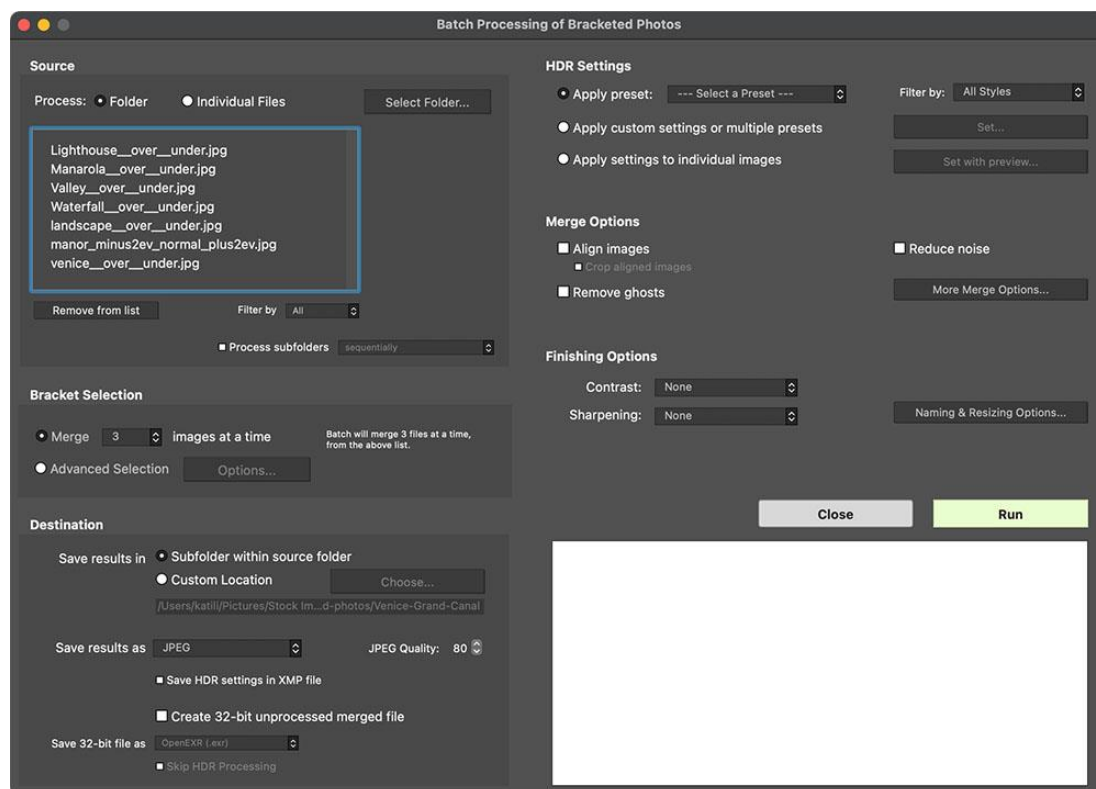 Batch Processing of Bracketed Photos
Source
Process: Folder Individual Files Select Folder...
Lighthouse__over__under.jpg
Manarola__over__under.jpg
Valley__over__under.jpg
Waterfall__over__under.jpg
landscape__over__under.jpg
manor_minus2ev_normal_plus2ev.jpg
venice__over__under.jpg
Remove from list Filter by All
Process subfolders sequentially
Bracket Selection
Merge 3 images at a time
Batch will merge 3 files at a time,
from the above list.
Advanced Selection Options...
Destination
Save results in Subfolder within source folder
Custom Location Choose...
/Users/katili/Pictures/Stock Im...d-photos/Venice-Grand-Canal
Save results as JPEG JPEG Quality: 80
Save HDR settings in XMP file
Create 32-bit unprocessed merged file
Save 32-bit file as OpenEXR (.exr)
Skip HDR Processing
HDR Settings
Apply preset: --- Select a Preset --- Filter by: All Styles
Apply custom settings or multiple presets Set...
Apply settings to individual images Set with preview...
Merge Options
Align images Reduce noise
Crop aligned images
Remove ghosts More Merge Options...
Finishing Options
Contrast: None
Sharpening: None Naming & Resizing Options...
Close Run